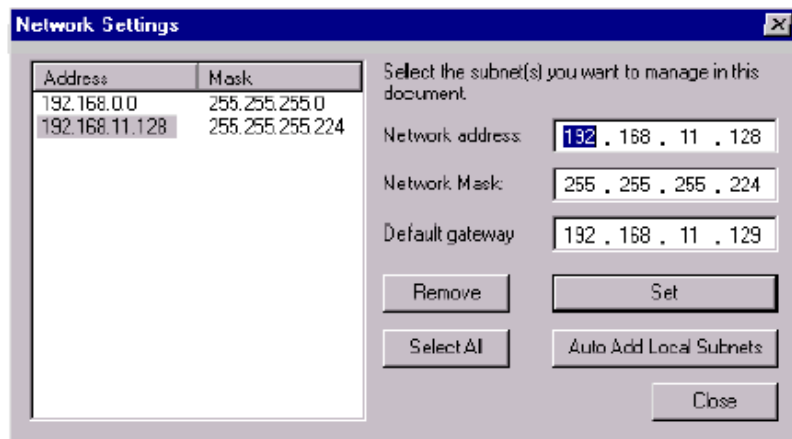 Network Settings
Address Mask
192.168.0.0 255.255.255.0
192.168.11.128 255.255.255.224
Select the subnet(s) you want to manage in this
document.
Network address:
192 . 168 . 11 . 128
Network Mask:
255 . 255 . 255 . 224
Default gateway
192 . 168 . 11 . 129
Remove
Set
Select All
Auto Add Local Subnets
Close